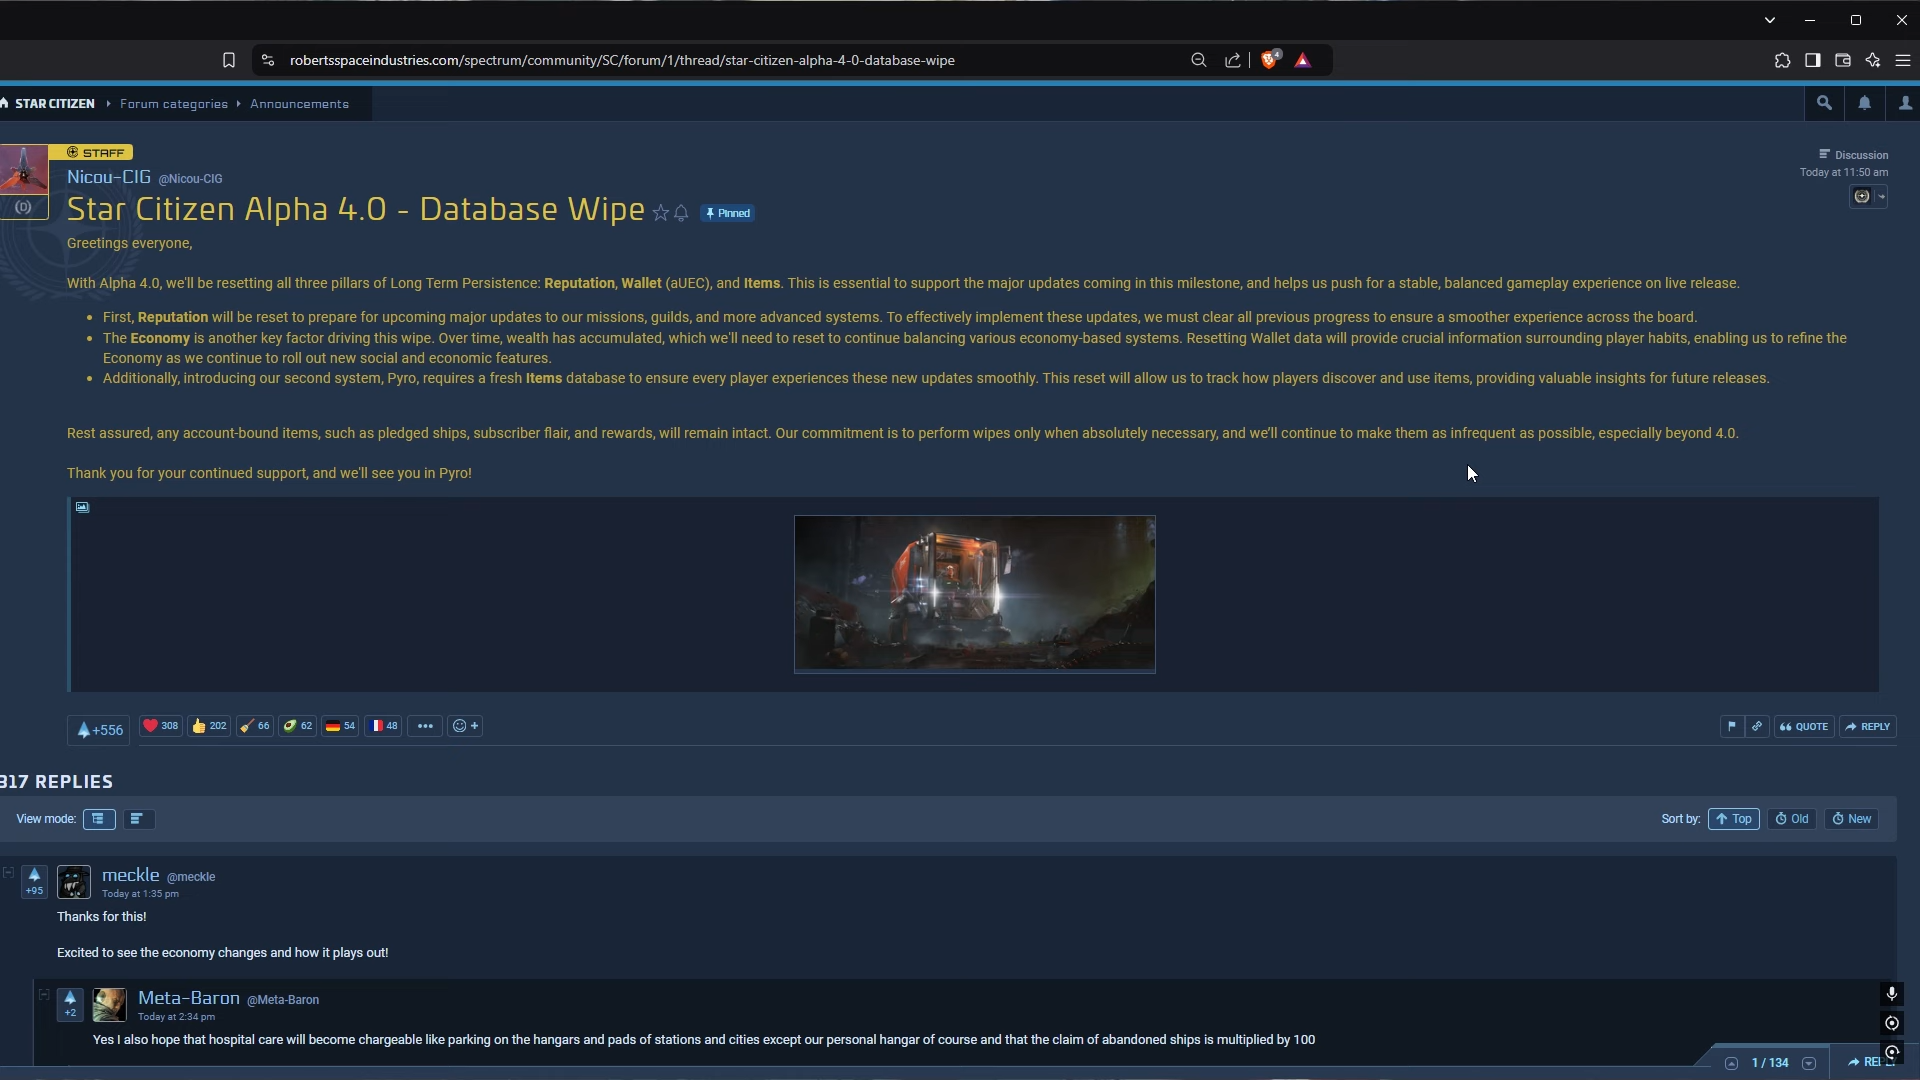 4
robertsspaceindustries.com/spectrum/community/SC/forum/1/thread/star-citizen-alpha-4-0-database-wipe
STAR CITIZEN Forum categories Announcements
STAFF
Discussion
Nicou-CIG @Nicou-CIG
Today at 11:50 am
Star Citizen Alpha 4.0 - Database Wipe Pinned
Greetings everyone,
With Alpha 4.0, we'll be resetting all three pillars of Long Term Persistence: Reputation, Wallet (aUEC), and Items. This is essential to support the major updates coming in this milestone, and helps us push for a stable, balanced gameplay experience on live release.
• First, Reputation will be reset to prepare for upcoming major updates to our missions, guilds, and more advanced systems. To effectively implement these updates, we must clear all previous progress to ensure a smoother experience across the board.
• The Economy is another key factor driving this wipe. Over time, wealth has accumulated, which we'll need to reset to continue balancing various economy-based systems. Resetting Wallet data will provide crucial information surrounding player habits, enabling us to refine the
Economy as we continue to roll out new social and economic features.
• Additionally, introducing our second system, Pyro, requires a fresh Items database to ensure every player experiences these new updates smoothly. This reset will allow us to track how players discover and use items, providing valuable insights for future releases.
Rest assured, any account-bound items, such as pledged ships, subscriber flair, and rewards, will remain intact. Our commitment is to perform wipes only when absolutely necessary, and we'll continue to make them as infrequent as possible, especially beyond 4.0.
Thank you for your continued support, and we'll see you in Pyro!
+556 308 202 66 62 54 48 ••• + QUOTE REPLY
317 REPLIES
View mode: Sort by: Top Old New
meckle @meckle
+95 Today at 1:35 pm
Thanks for this!
Excited to see the economy changes and how it plays out!
Meta-Baron @Meta-Baron
+2 Today at 2:34 pm
Yes I also hope that hospital care will become chargeable like parking on the hangars and pads of stations and cities except our personal hangar of course and that the claim of abandoned ships is multiplied by 100
1 / 134